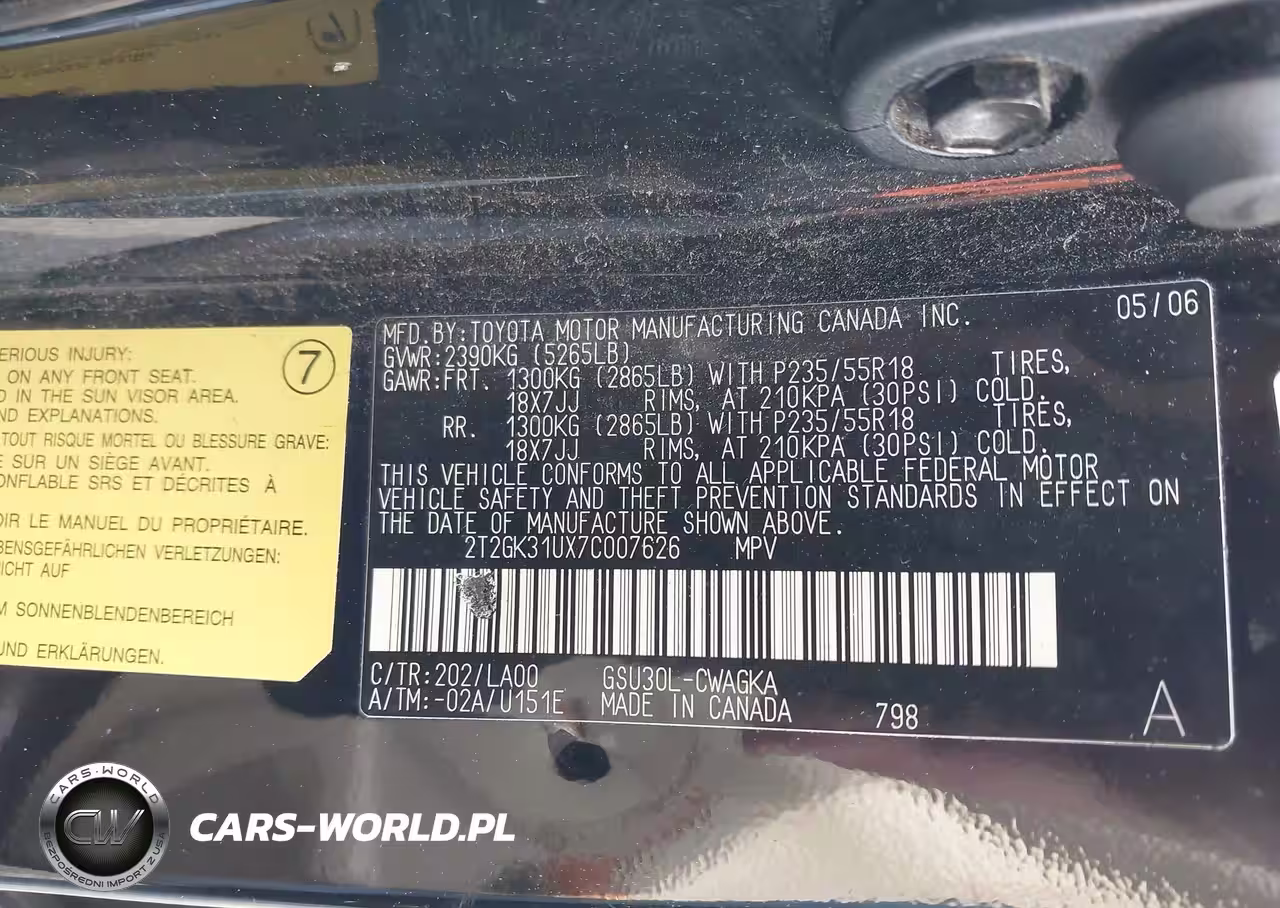 ERIOUS INJURY:
7
ON ANY FRONT SEAT.
D IN THE SUN VISOR AREA.
ND EXPLANATIONS.
TOUT RISQUE MORTEL OU BLESSURE GRAVE:
SUR UN SIÈGE AVANT.
ONFLABLE SRS ET DÉCRITES À
OIR LE MANUEL DU PROPRIÉTAIRE.
BENSGEFÄHRLICHEN VERLETZUNGEN:
ICHT AUF
M SONNENBLENDENBEREICH
UND ERKLÄRUNGEN.
MFD.BY:TOYOTA MOTOR MANUFACTURING CANADA INC. 05/06
GVWR:2390KG (5265LB)
GAWR:FRT. 1300KG (2865LB) WITH P235/55R18 TIRES,
18X7JJ RIMS, AT 210KPA (30PSI) COLD.
RR. 1300KG (2865LB) WITH P235/55R18 TIRES,
18X7JJ RIMS, AT 210KPA (30PSI) COLD.
THIS VEHICLE CONFORMS TO ALL APPLICABLE FEDERAL MOTOR
VEHICLE SAFETY AND THEFT PREVENTION STANDARDS IN EFFECT ON
THE DATE OF MANUFACTURE SHOWN ABOVE.
2T2GK31UX7C007626 MPV
C/TR:202/LA00 GSU30L-CWAGKA
A/TM:-02A/U151E MADE IN CANADA 798 A
CARS-WORLD
CW
BEZPOŚREDNI IMPORT Z USA
CARS-WORLD.PL